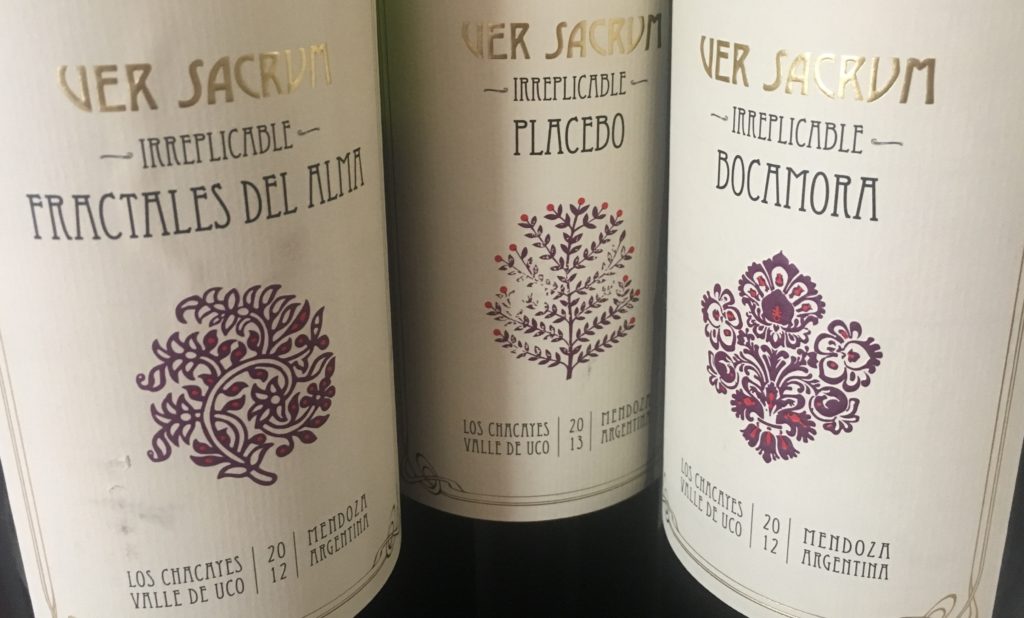 VER SACRVM
IRREPLICABLE
FRACTALES DEL ALMA
LOS CHACAYES
VALLE DE UCO
20
12
MENDOZA
ARGENTINA
VER SACRVM
IRREPLICABLE
PLACEBO
LOS CHACAYES
VALLE DE UCO
20
13
MENDOZA
ARGENTINA
VER SACRVM
IRREPLICABLE
BOCAMORA
LOS CHACAYES
VALLE DE UCO
20
12
MENDOZA
ARGENTINA